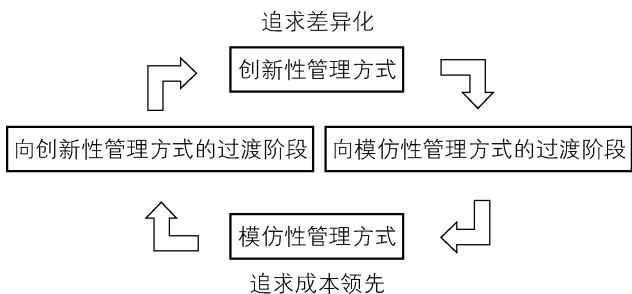 追求差异化
创新性管理方式
向创新性管理方式的过渡阶段
向模仿性管理方式的过渡阶段
模仿性管理方式
追求成本领先